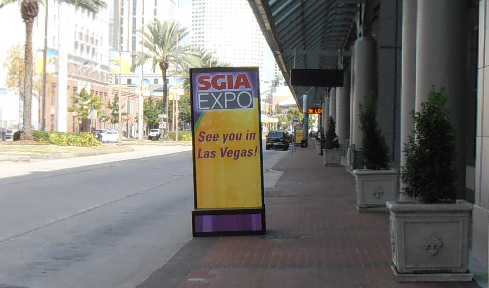 SGIA
EXPO
See you in
Las Vegas!